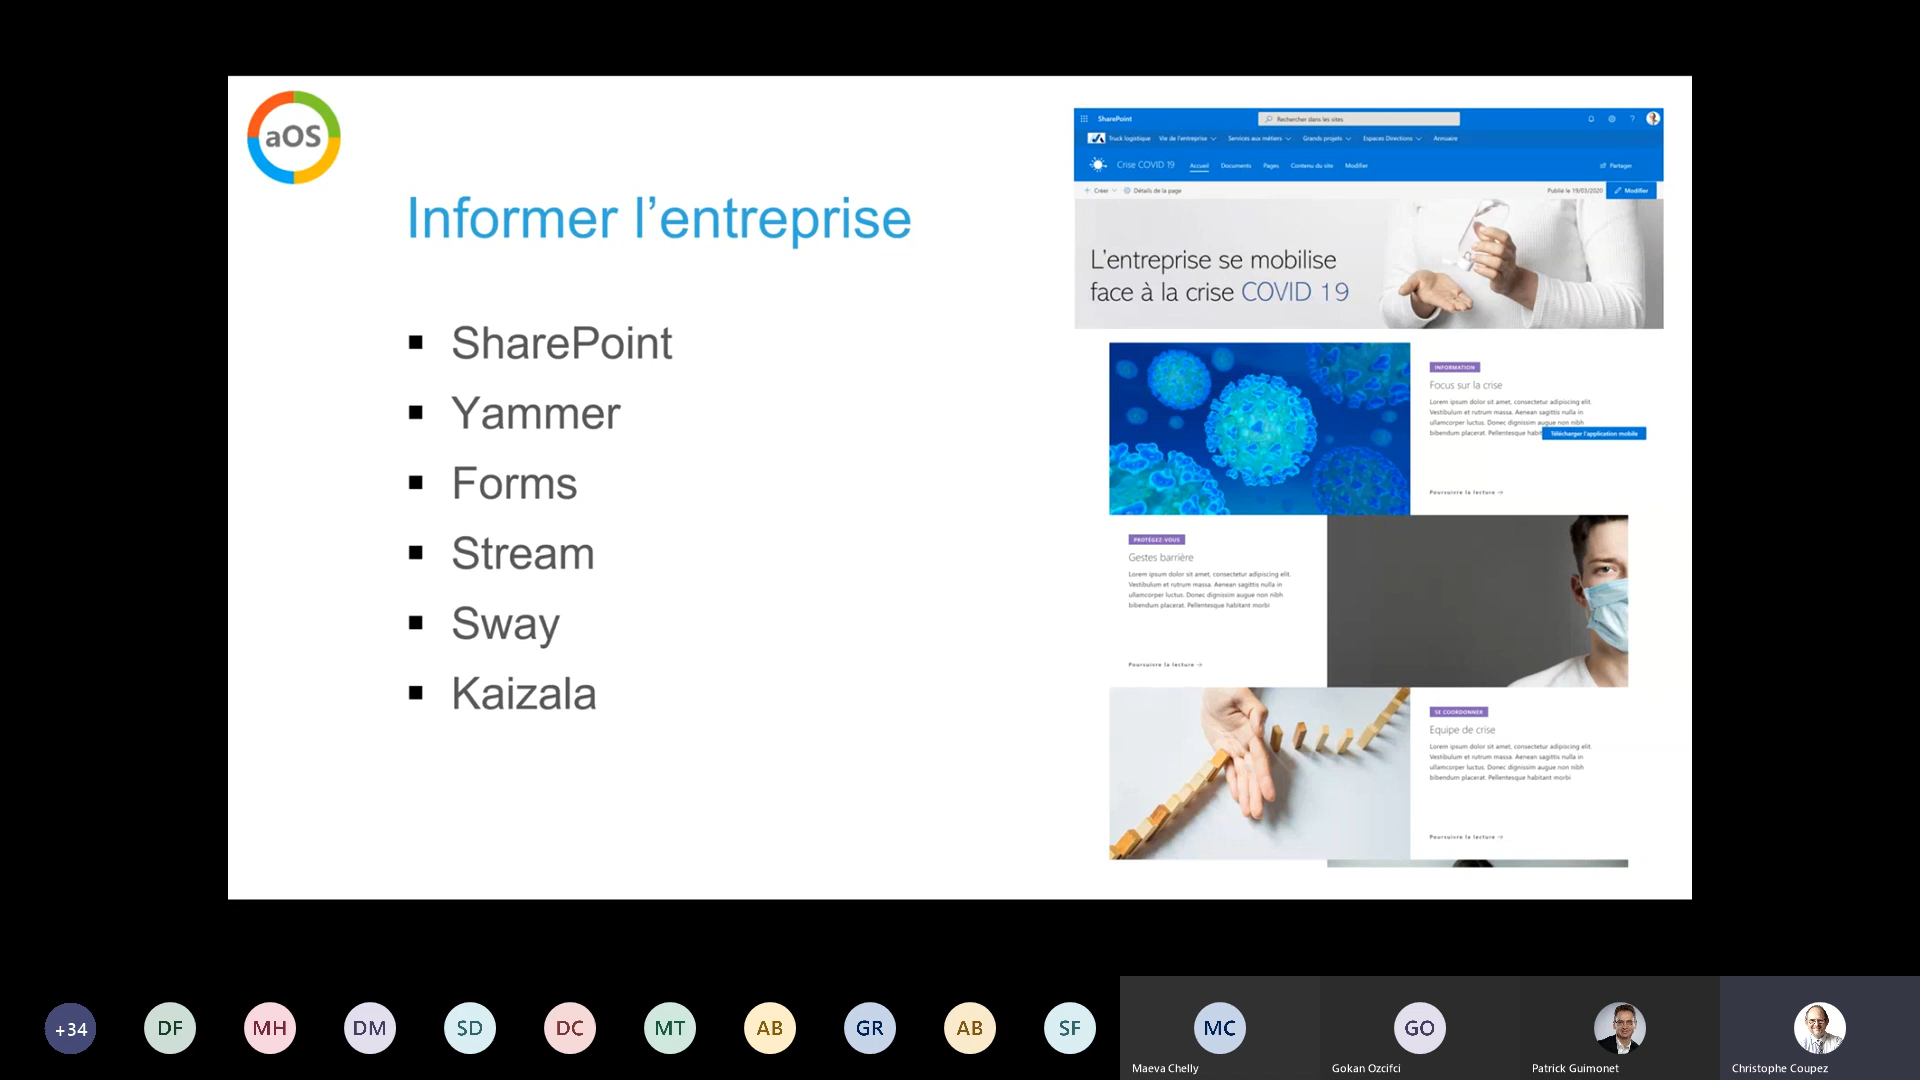 aOS
Informer l’entreprise
SharePoint
Yammer
Forms
Stream
Sway
Kaizala
SharePoint
Rechercher dans les sites
?
Truck logistique Vie de l'entreprise Services aux métiers Grands projets Espaces Directions Annuaire
Crise COVID 19 Accueil Documents Pages Contenu du site Modifier Partager
+ Créer Détails de la page Publié le 19/03/2020 Modifier
L'entreprise se mobilise
face à la crise COVID 19
INFORMATION
Focus sur la crise
Lorem ipsum dolor sit amet, consectetur adipiscing elit.
Vestibulum et rutrum massa. Aenean sagittis nulla in
ullamcorper luctus. Donec dignissim augue non nibh
bibendum placerat. Pellentesque habit
Télécharger l'application mobile
Poursuivre la lecture →
PROTÉGEZ-VOUS
Gestes barrière
Lorem ipsum dolor sit amet, consectetur adipiscing elit.
Vestibulum et rutrum massa. Aenean sagittis nulla in
ullamcorper luctus. Donec dignissim augue non nibh
bibendum placerat. Pellentesque habitant morbi
Poursuivre la lecture →
SE COORDONNER
Equipe de crise
Lorem ipsum dolor sit amet, consectetur adipiscing elit.
Vestibulum et rutrum massa. Aenean sagittis nulla in
ullamcorper luctus. Donec dignissim augue non nibh
bibendum placerat. Pellentesque habitant morbi
Poursuivre la lecture →
+34 DF MH DM SD DC MT AB GR AB SF MC GO
Maeva Chelly Gokan Ozcifci Patrick Guimonet Christophe Coupez